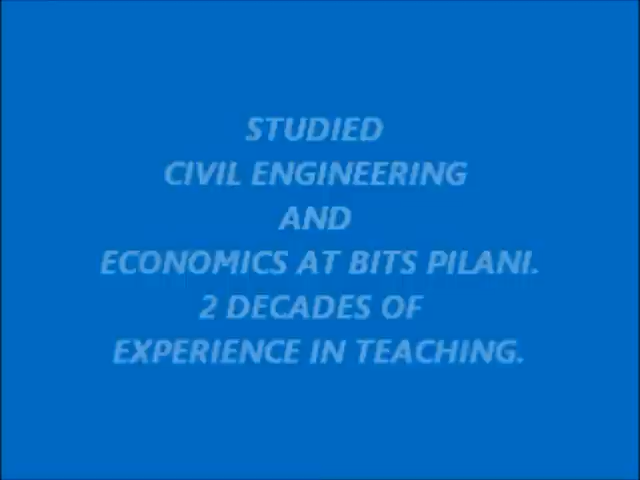 STUDIED
CIVIL ENGINEERING
AND
ECONOMICS AT BITS PILANI.
2 DECADES OF
EXPERIENCE IN TEACHING.